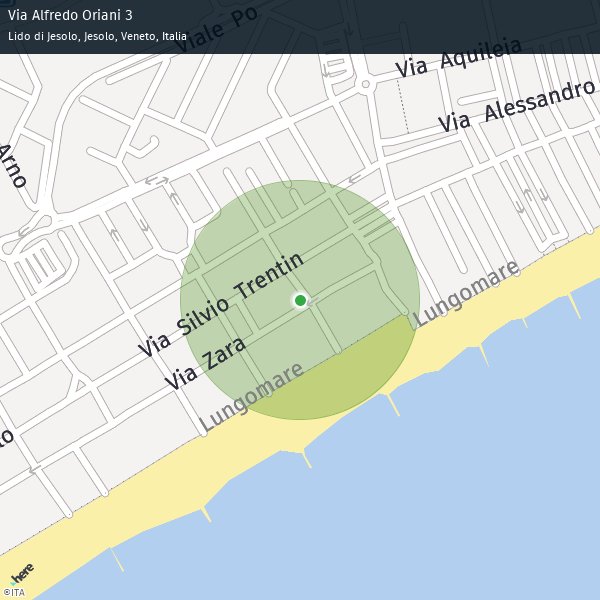 Via Alfredo Oriani 3
Lido di Jesolo, Jesolo, Veneto, Italia
Viale Po
Via Aquileia
Via Alessandro
Arno
Via Silvio Trentin
Lungomare
Via Zara
Lungomare
to
here
©ITA